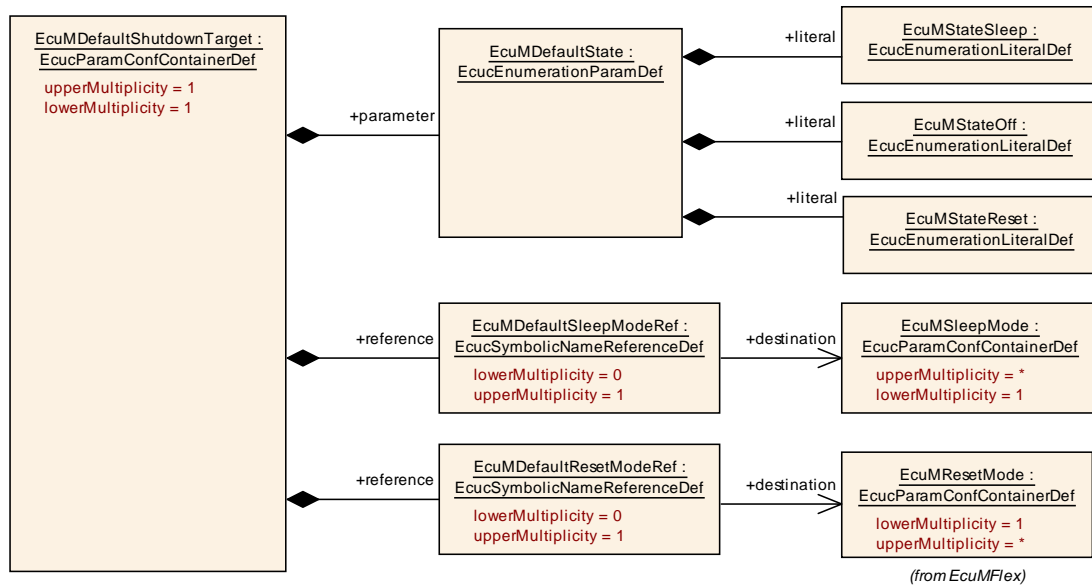 EcuMDefaultShutdownTarget :
EcucParamConfContainerDef
upperMultiplicity = 1
lowerMultiplicity = 1
+parameter
EcuMDefaultState :
EcucEnumerationParamDef
+literal
EcuMStateSleep :
EcucEnumerationLiteralDef
+literal
EcuMStateOff :
EcucEnumerationLiteralDef
+literal
EcuMStateReset :
EcucEnumerationLiteralDef
+reference
EcuMDefaultSleepModeRef :
EcucSymbolicNameReferenceDef
lowerMultiplicity = 0
upperMultiplicity = 1
+destination
EcuMSleepMode :
EcucParamConfContainerDef
upperMultiplicity = *
lowerMultiplicity = 1
+reference
EcuMDefaultResetModeRef :
EcucSymbolicNameReferenceDef
lowerMultiplicity = 0
upperMultiplicity = 1
+destination
EcuMResetMode :
EcucParamConfContainerDef
lowerMultiplicity = 1
upperMultiplicity = *
(from EcuMFlex)